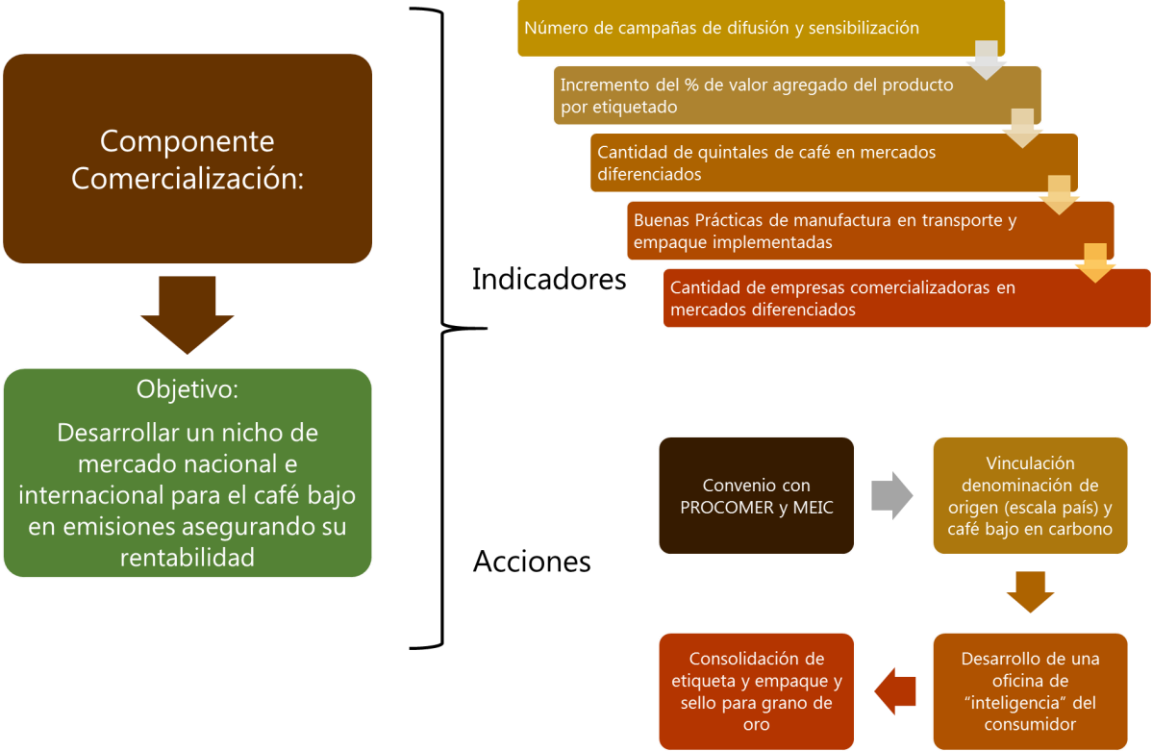 Componente
Comercialización:
Objetivo:
Desarrollar un nicho de
mercado nacional e
internacional para el café bajo
en emisiones asegurando su
rentabilidad
Indicadores
Número de campañas de difusión y sensibilización
Incremento del % de valor agregado del producto
por etiquetado
Cantidad de quintales de café en mercados
diferenciados
Buenas Prácticas de manufactura en transporte y
empaque implementadas
Cantidad de empresas comercializadoras en
mercados diferenciados
Acciones
Convenio con
PROCOMER y MEIC
Vinculación
denominación de
origen (escala país) y
café bajo en carbono
Desarrollo de una
oficina de
“inteligencia” del
consumidor
Consolidación de
etiqueta y empaque y
sello para grano de
oro